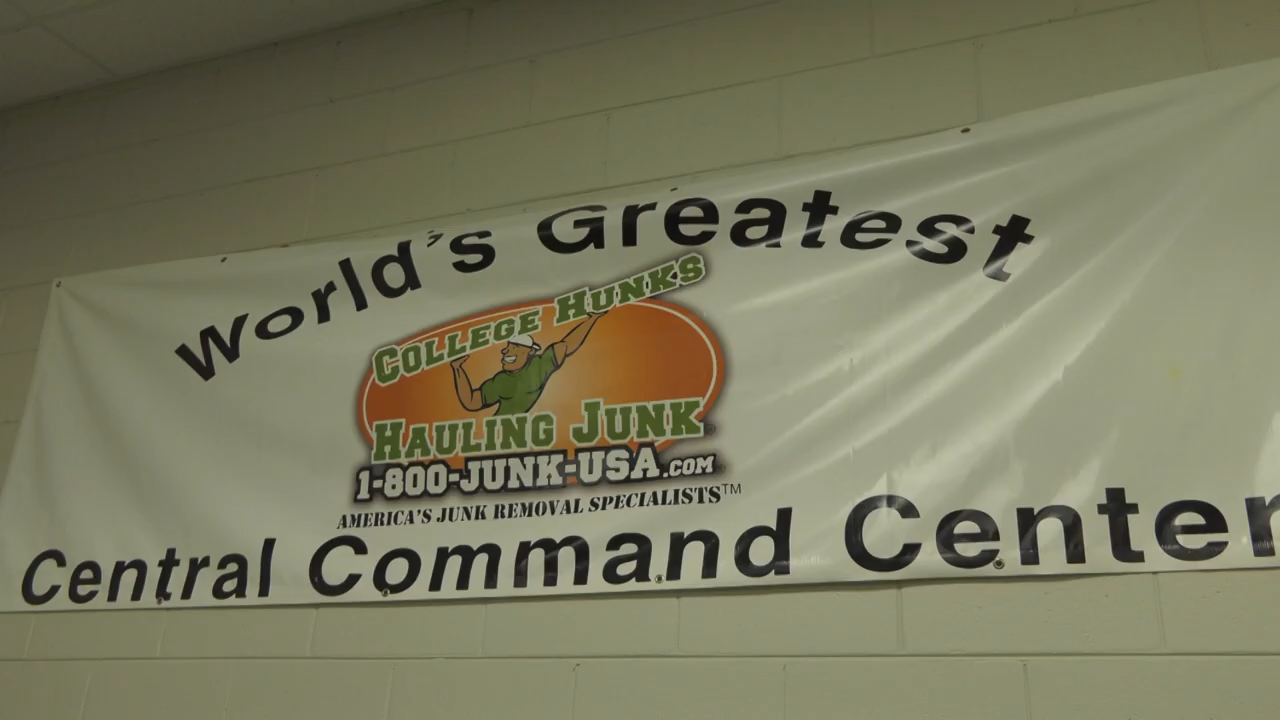 World's Greatest
College Hunks
Hauling Junk
1-800-JUNK-USA.COM
AMERICA'S JUNK REMOVAL SPECIALISTS™
Central Command Center